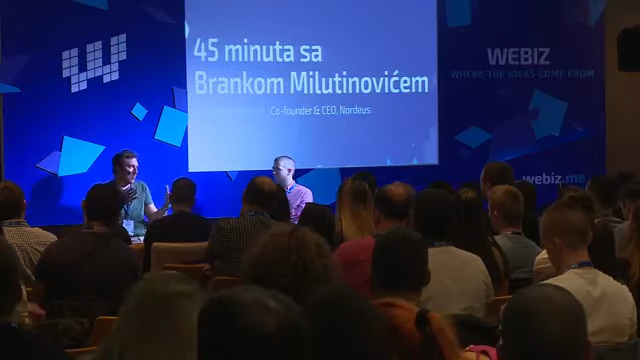 45 minuta sa
Brankom Milutinovićem
Co-founder & CEO, Nordeus
WEBIZ
WHERE THE IDEAS COME FROM
webiz.me